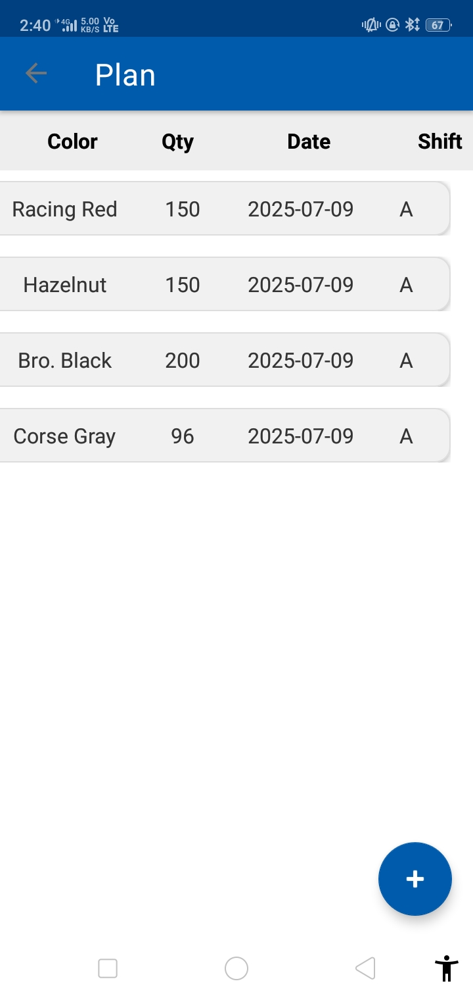 2:40 4G 5.00 KB/S Vo LTE 67
Plan
Color Qty Date Shift
Racing Red 150 2025-07-09 A
Hazelnut 150 2025-07-09 A
Bro. Black 200 2025-07-09 A
Corse Gray 96 2025-07-09 A
+